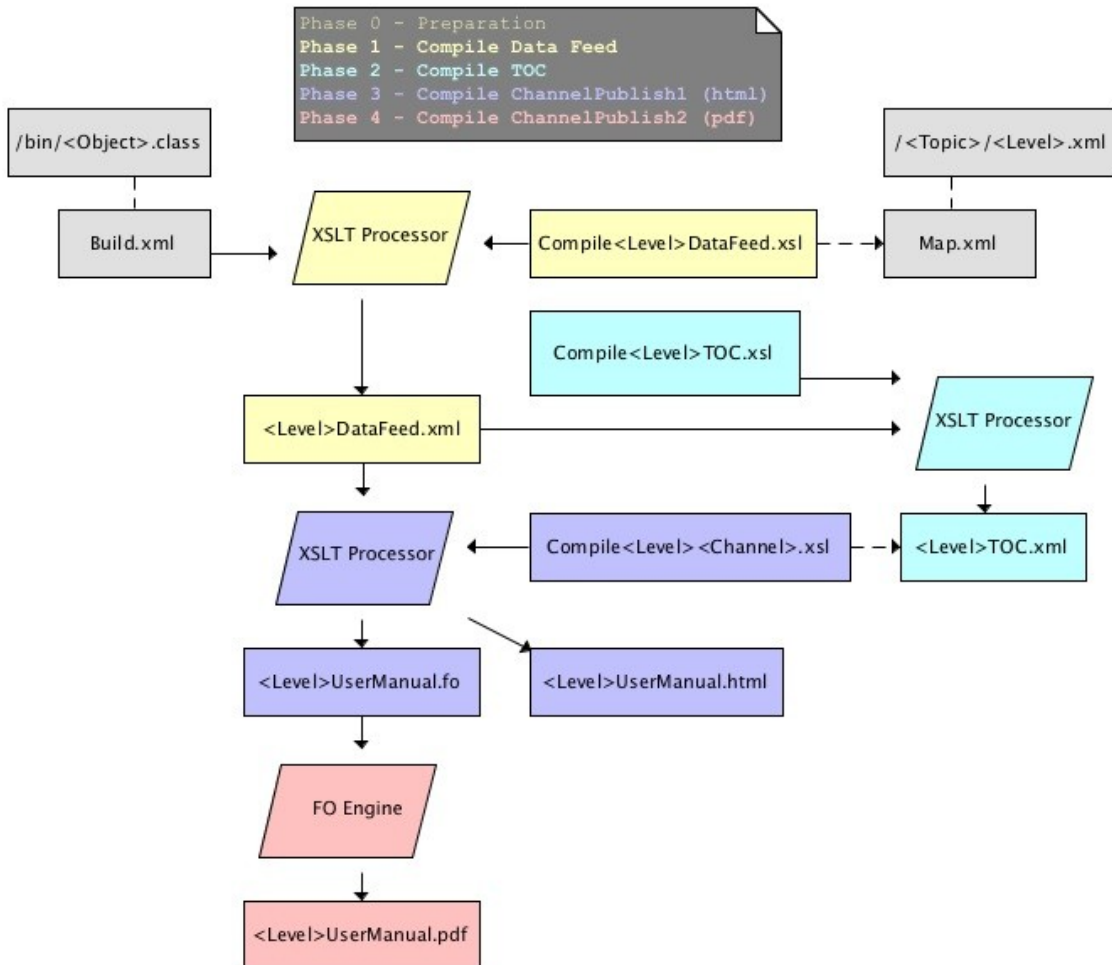 Phase 0 - Preparation
Phase 1 - Compile Data Feed
Phase 2 - Compile TOC
Phase 3 - Compile ChannelPublish1 (html)
Phase 4 - Compile ChannelPublish2 (pdf)
/bin/<Object>.class
/<Topic>/<Level>.xml
Build.xml
XSLT Processor
Compile<Level>DataFeed.xsl
Map.xml
Compile<Level>TOC.xsl
<Level>DataFeed.xml
XSLT Processor
XSLT Processor
Compile<Level><Channel>.xsl
<Level>TOC.xml
<Level>UserManual.fo
<Level>UserManual.html
FO Engine
<Level>UserManual.pdf